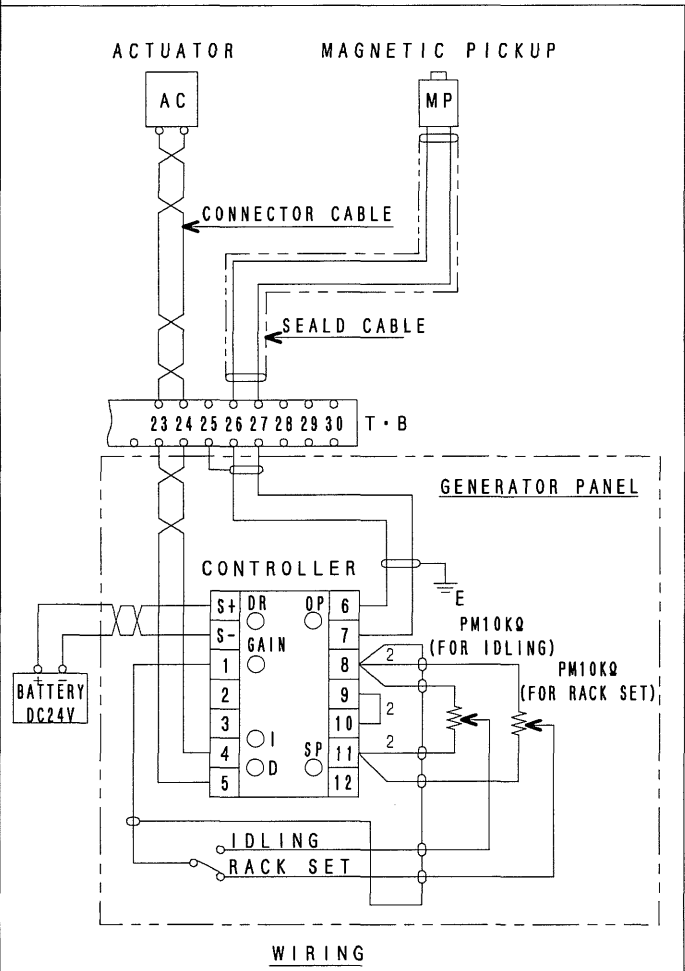 ACTUATOR
MAGNETIC PICKUP
AC
MP
CONNECTOR CABLE
SEALD CABLE
23 24 25 26 27 28 29 30 T・B
GENERATOR PANEL
CONTROLLER
E
S+ DR OP 6
S- 7
GAIN
1 8
2 9
3 10
4 I SP 11
5 D 12
PM10KΩ
(FOR IDLING)
PM10KΩ
(FOR RACK SET)
2
2
2
+ -
BATTERY
DC24V
IDLING
RACK SET
WIRING